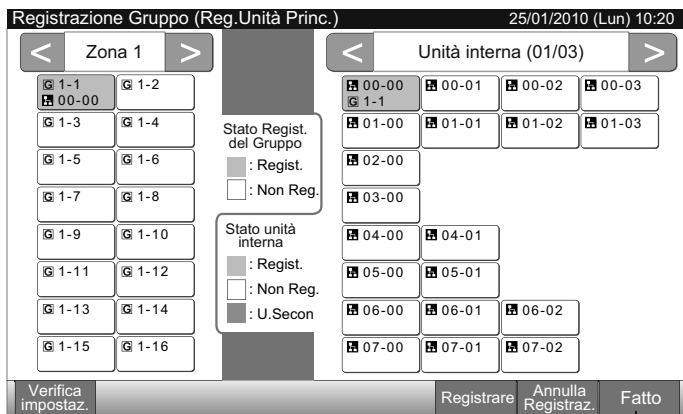 Registrazione Gruppo (Reg.Unità Princ.) 25/01/2010 (Lun) 10:20
< Zona 1 >
G 1-1
00-00
G 1-2
G 1-3
G 1-4
G 1-5
G 1-6
G 1-7
G 1-8
G 1-9
G 1-10
G 1-11
G 1-12
G 1-13
G 1-14
G 1-15
G 1-16
Stato Regist.
del Gruppo
: Regist.
: Non Reg.
Stato unità
interna
: Regist.
: Non Reg.
: U.Secon
< Unità interna (01/03) >
00-00
G 1-1
00-01
00-02
00-03
01-00
01-01
01-02
01-03
02-00
03-00
04-00
04-01
05-00
05-01
06-00
06-01
06-02
07-00
07-01
07-02
Verifica
impostaz.
Registrare
Annulla
Registraz.
Fatto